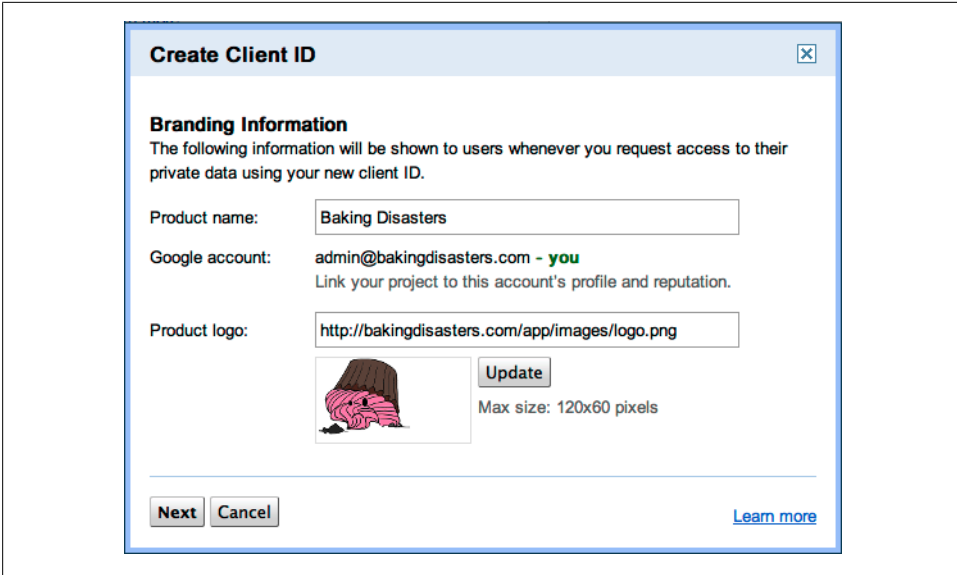 Create Client ID
Branding Information
The following information will be shown to users whenever you request access to their
private data using your new client ID.
Product name: Baking Disasters
Google account: admin@bakingdisasters.com - you
Link your project to this account's profile and reputation.
Product logo: http://bakingdisasters.com/app/images/logo.png
Update
Max size: 120x60 pixels
Next Cancel Learn more